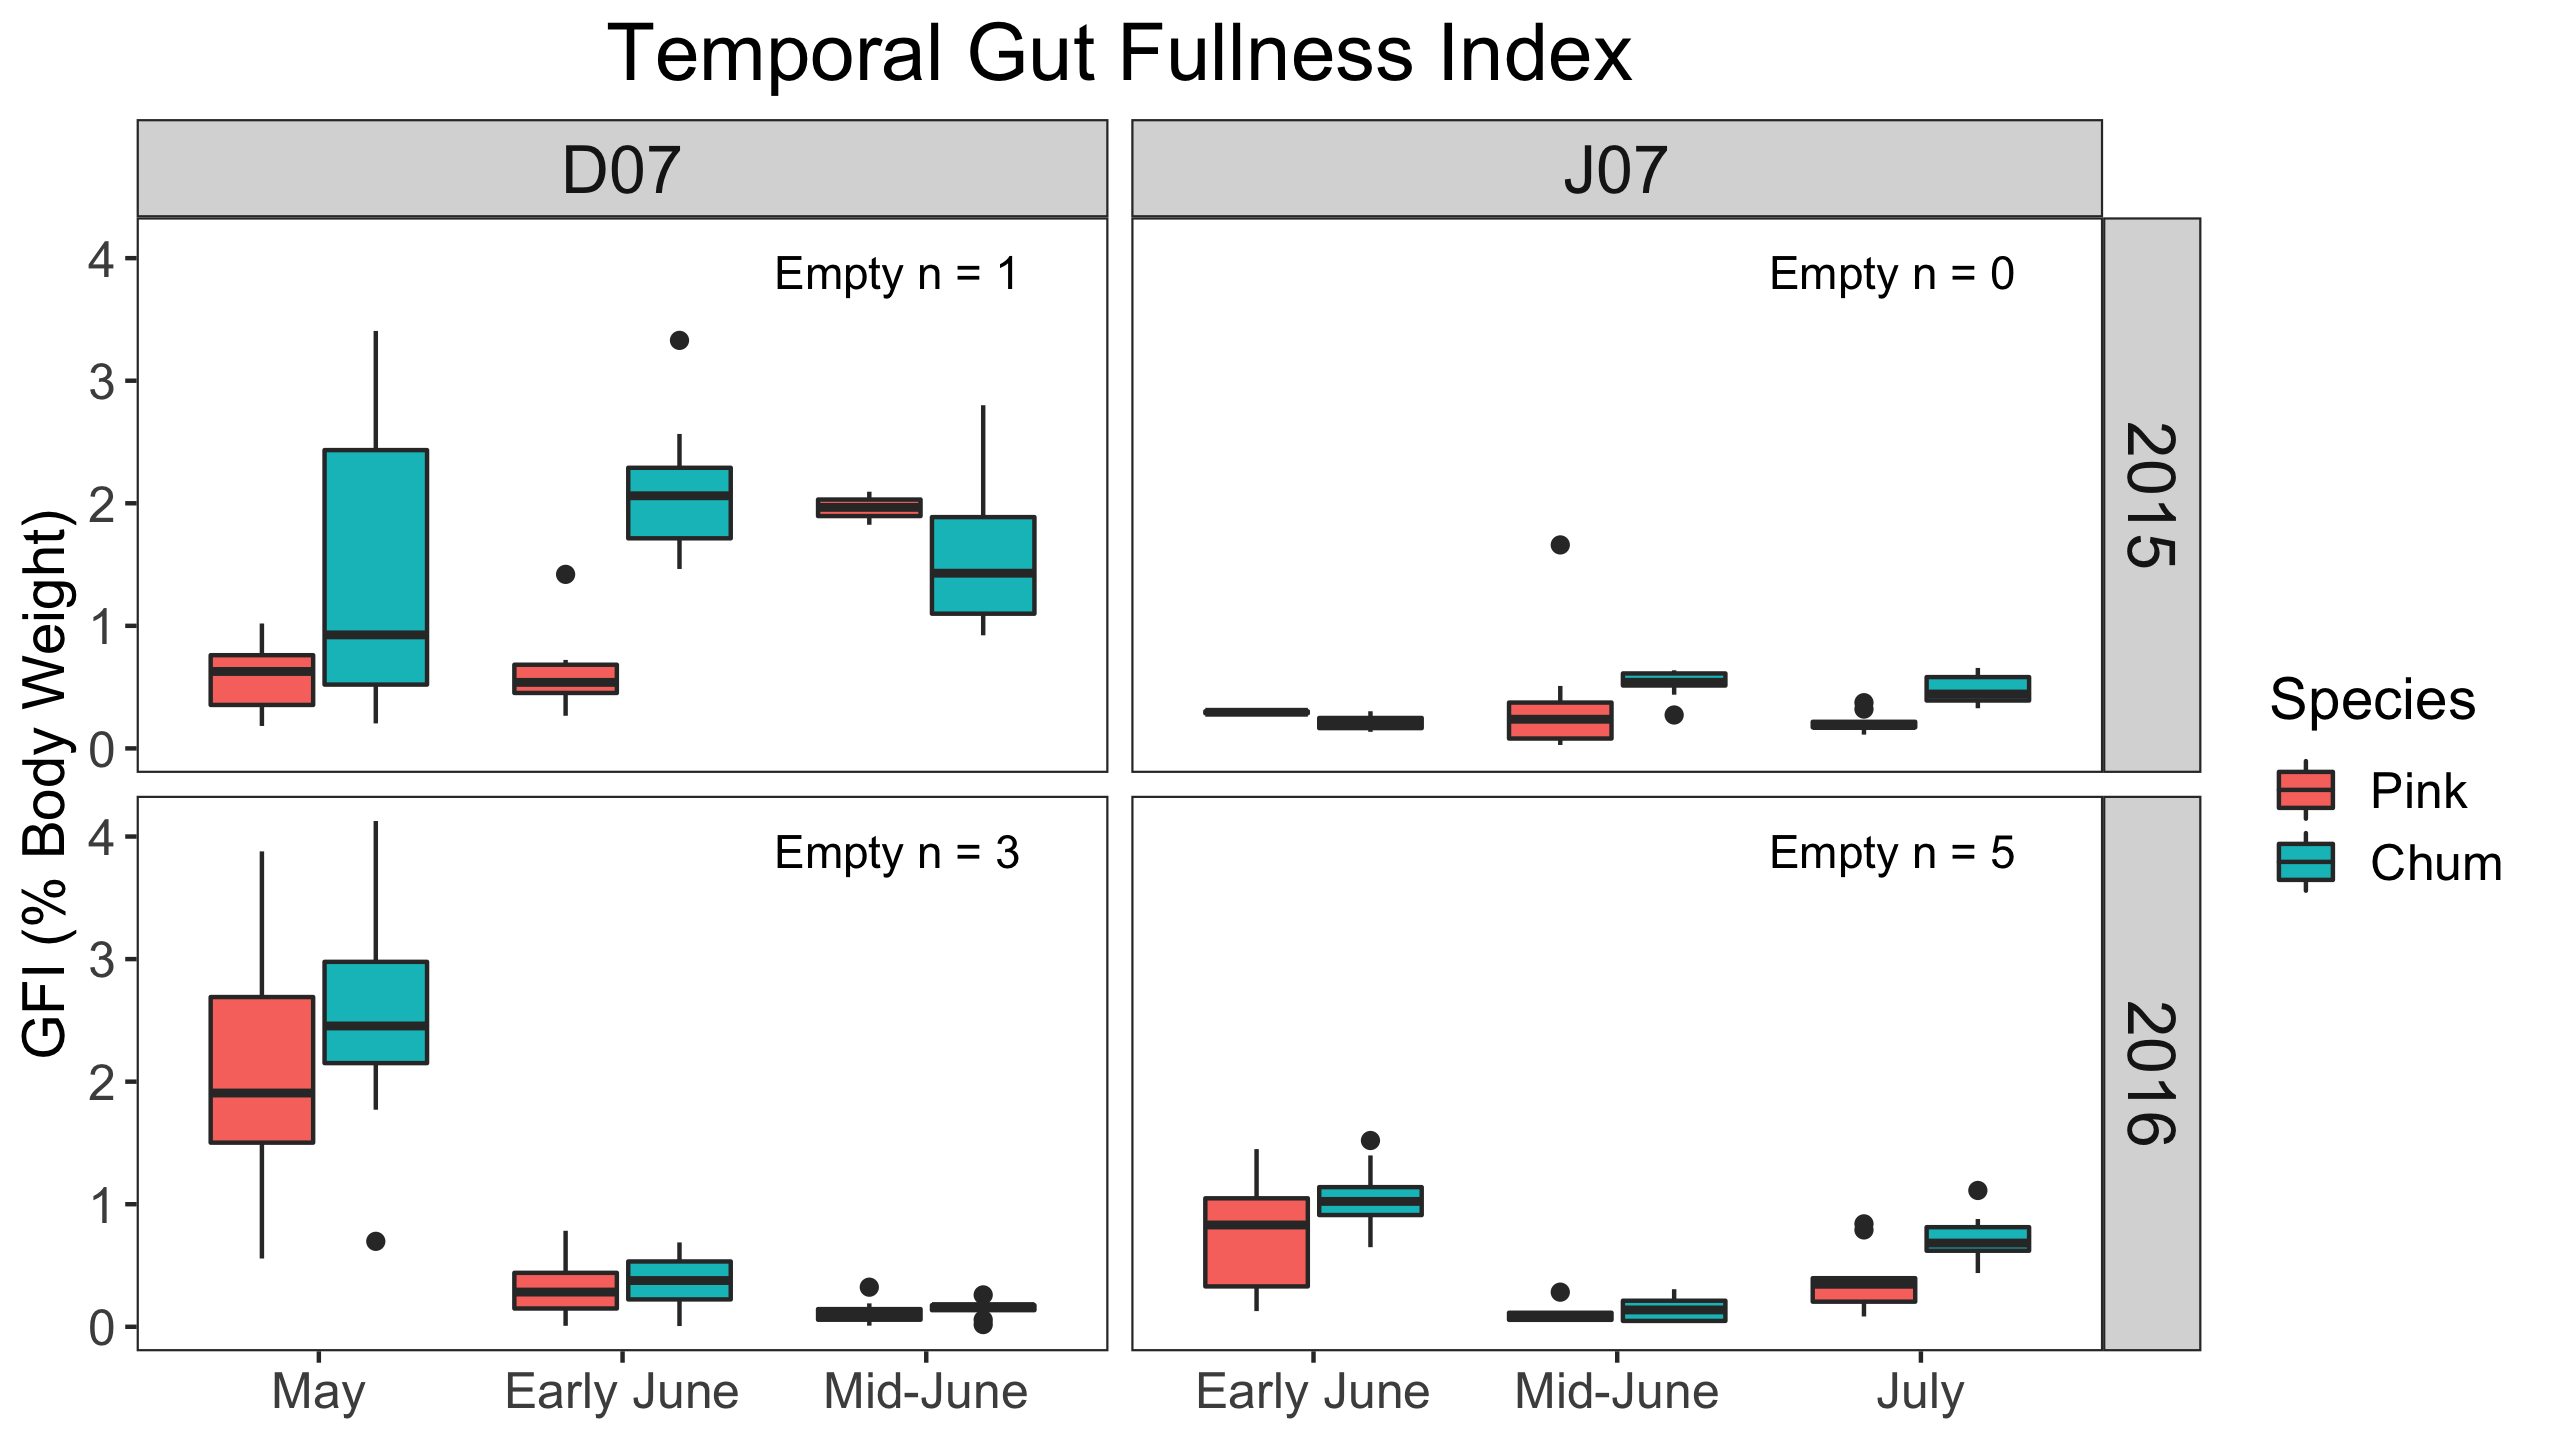 Temporal Gut Fullness Index
D07
J07
GFI (% Body Weight)
4
3
2
1
0
Empty n = 1
Empty n = 0
2015
4
3
2
1
0
Empty n = 3
Empty n = 5
2016
May
Early June
Mid-June
Early June
Mid-June
July
Species
Pink
Chum